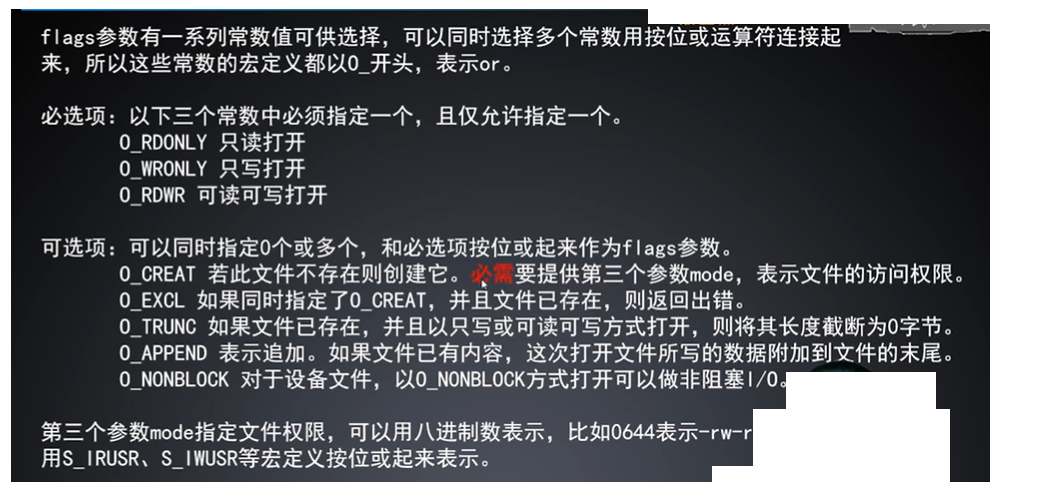 flags参数有一系列常数值可供选择，可以同时选择多个常数用按位或运算符连接起
来，所以这些常数的宏定义都以O_开头，表示or。
必选项：以下三个常数中必须指定一个，且仅允许指定一个。
O_RDONLY 只读打开
O_WRONLY 只写打开
O_RDWR 可读可写打开
可选项：可以同时指定0个或多个，和必选项按位或起来作为flags参数。
O_CREAT 若此文件不存在则创建它。必需要提供第三个参数mode，表示文件的访问权限。
O_EXCL 如果同时指定了O_CREAT，并且文件已存在，则返回出错。
O_TRUNC 如果文件已存在，并且以只写或可读可写方式打开，则将其长度截断为0字节。
O_APPEND 表示追加。如果文件已有内容，这次打开文件所写的数据附加到文件的末尾。
O_NONBLOCK 对于设备文件，以O_NONBLOCK方式打开可以做非阻塞I/O。
第三个参数mode指定文件权限，可以用八进制数表示，比如0644表示-rw-r
用S_IRUSR、S_IWUSR等宏定义按位或起来表示。